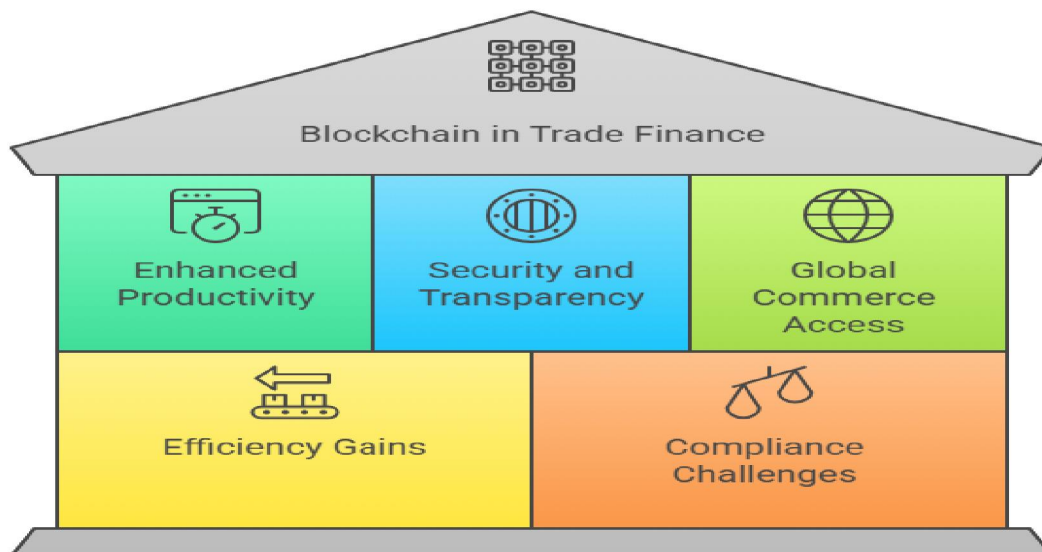 Blockchain in Trade Finance
Enhanced
Productivity
Security and
Transparency
Global
Commerce
Access
Efficiency Gains
Compliance
Challenges